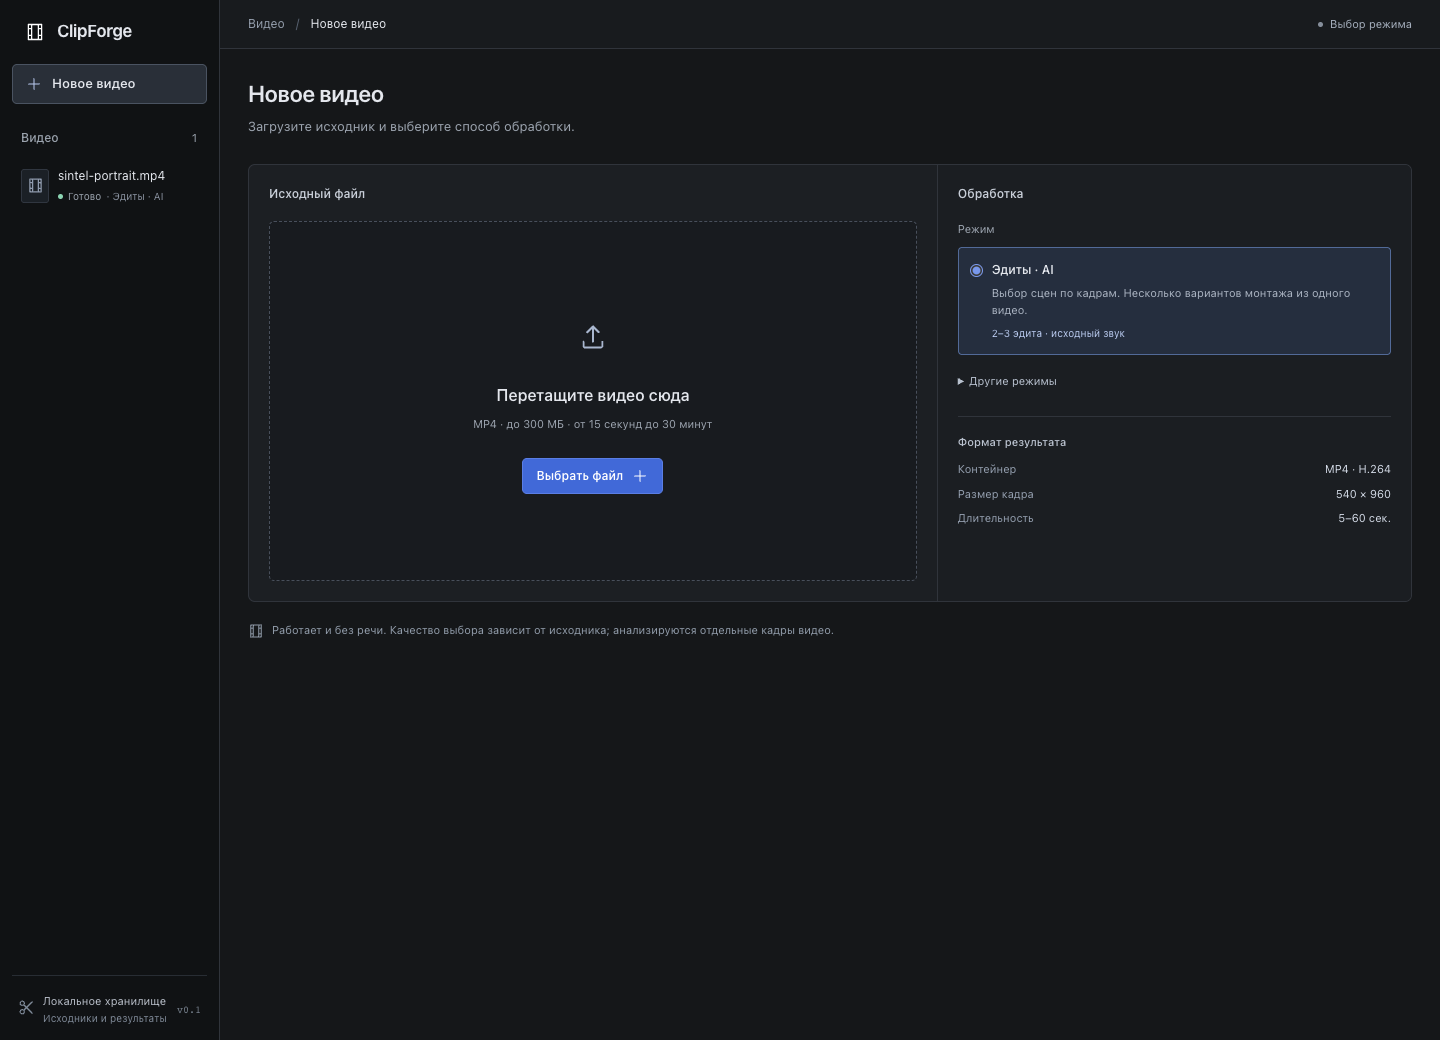 ClipForge
Новое видео
Видео 1
sintel-portrait.mp4
Готово · Эдиты · AI
Локальное хранилище
Исходники и результаты
v0.1
Видео / Новое видео
Выбор режима
Новое видео
Загрузите исходник и выберите способ обработки.
Исходный файл
Перетащите видео сюда
MP4 · до 300 МБ · от 15 секунд до 30 минут
Выбрать файл
Обработка
Режим
Эдиты · AI
Выбор сцен по кадрам. Несколько вариантов монтажа из одного
видео.
2–3 эдита · исходный звук
Другие режимы
Формат результата
Контейнер MP4 · H.264
Размер кадра 540 × 960
Длительность 5–60 сек.
Работает и без речи. Качество выбора зависит от исходника; анализируются отдельные кадры видео.